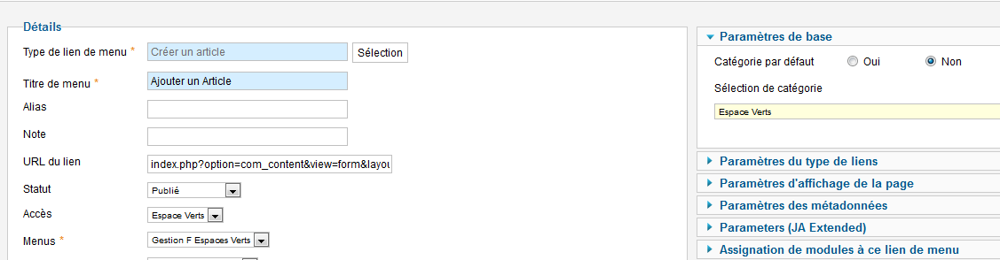 Détails
Type de lien de menu * Créer un article Sélection
Titre de menu * Ajouter un Article
Alias
Note
URL du lien index.php?option=com_content&view=form&layou
Statut Publié
Accès Espace Verts
Menus * Gestion F Espaces Verts
Paramètres de base
Catégorie par défaut Oui Non
Sélection de catégorie
Espace Verts
Paramètres du type de liens
Paramètres d'affichage de la page
Paramètres des métadonnées
Parameters (JA Extended)
Assignation de modules à ce lien de menu